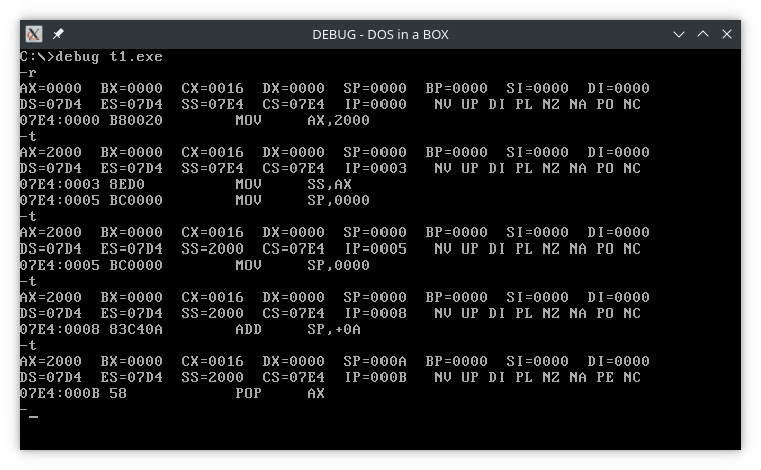 DEBUG - DOS in a BOX
C:\>debug t1.exe
-r
AX=0000  BX=0000  CX=0016  DX=0000  SP=0000  BP=0000  SI=0000  DI=0000
DS=07D4  ES=07D4  SS=07E4  CS=07E4  IP=0000   NV UP DI PL NZ NA PO NC
07E4:0000 B80020        MOV     AX,2000
-t
AX=2000  BX=0000  CX=0016  DX=0000  SP=0000  BP=0000  SI=0000  DI=0000
DS=07D4  ES=07D4  SS=07E4  CS=07E4  IP=0003   NV UP DI PL NZ NA PO NC
07E4:0003 8ED0          MOV     SS,AX
07E4:0005 BC0000        MOV     SP,0000
-t
AX=2000  BX=0000  CX=0016  DX=0000  SP=0000  BP=0000  SI=0000  DI=0000
DS=07D4  ES=07D4  SS=2000  CS=07E4  IP=0005   NV UP DI PL NZ NA PO NC
07E4:0005 BC0000        MOV     SP,0000
-t
AX=2000  BX=0000  CX=0016  DX=0000  SP=0000  BP=0000  SI=0000  DI=0000
DS=07D4  ES=07D4  SS=2000  CS=07E4  IP=0008   NV UP DI PL NZ NA PO NC
07E4:0008 83C40A        ADD     SP,+0A
-t
AX=2000  BX=0000  CX=0016  DX=0000  SP=000A  BP=0000  SI=0000  DI=0000
DS=07D4  ES=07D4  SS=2000  CS=07E4  IP=000B   NV UP DI PL NZ NA PE NC
07E4:000B 58            POP     AX
-_